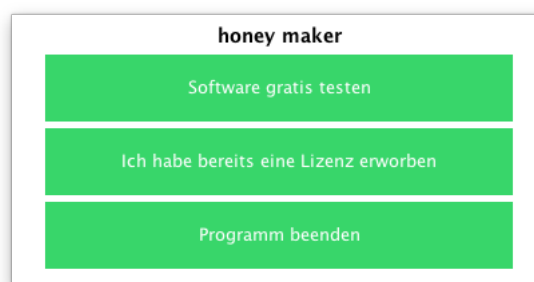 honey maker
Software gratis testen
Ich habe bereits eine Lizenz erworben
Programm beenden